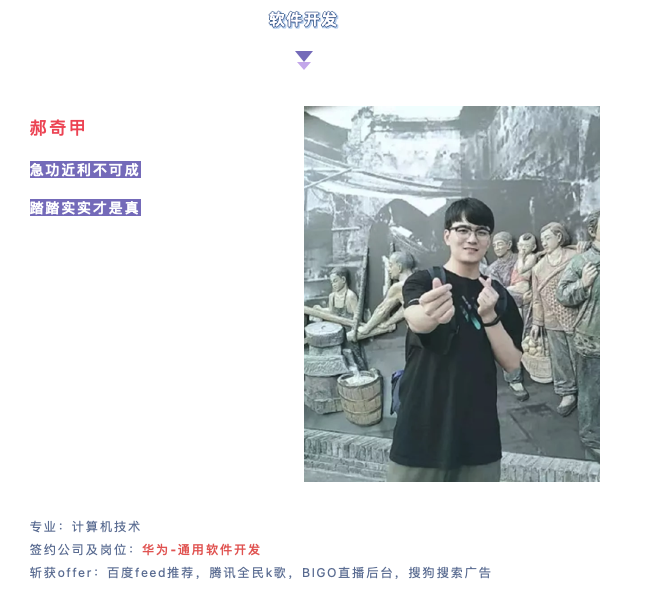 软件开发
郝奇甲
急功近利不可成
踏踏实实才是真
专业：计算机技术
签约公司及岗位：华为-通用软件开发
斩获offer：百度feed推荐，腾讯全民k歌，BIGO直播后台，搜狗搜索广告